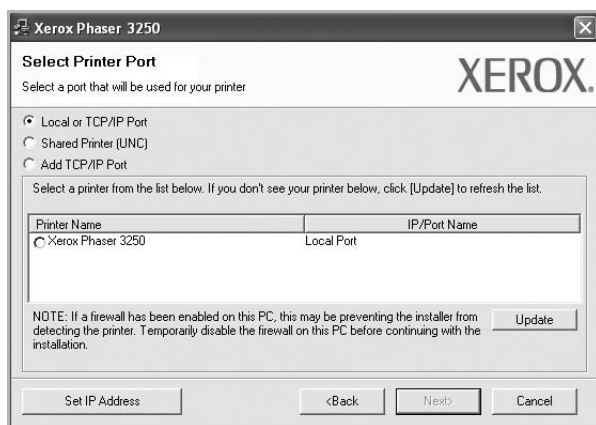 Xerox Phaser 3250
Select Printer Port
Select a port that will be used for your printer
XEROX.
Local or TCP/IP Port
Shared Printer (UNC)
Add TCP/IP Port
Select a printer from the list below. If you don't see your printer below, click [Update] to refresh the list.
Printer Name IP/Port Name
Xerox Phaser 3250 Local Port
NOTE: If a firewall has been enabled on this PC, this may be preventing the installer from
detecting the printer. Temporarily disable the firewall on this PC before continuing with the
installation.
Update
Set IP Address <Back Next> Cancel